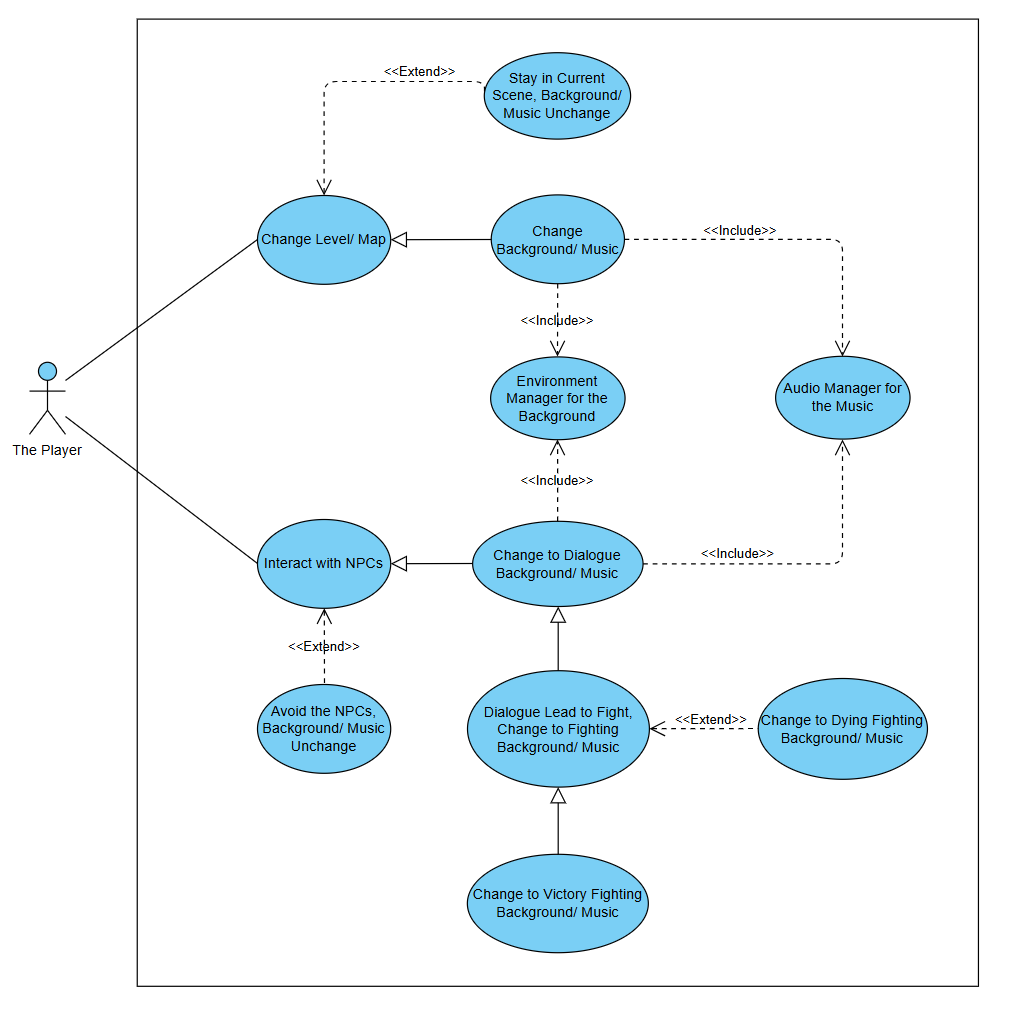 <<Extend>>
Stay in Current
Scene, Background/
Music Unchange
Change Level/ Map
Change
Background/ Music
<<Include>>
<<Include>>
Environment
Manager for the
Background
Audio Manager for
the Music
The Player
<<Include>>
Interact with NPCs
Change to Dialogue
Background/ Music
<<Include>>
<<Extend>>
Avoid the NPCs,
Background/ Music
Unchange
Dialogue Lead to Fight,
Change to Fighting
Background/ Music
<<Extend>>
Change to Dying Fighting
Background/ Music
Change to Victory Fighting
Background/ Music